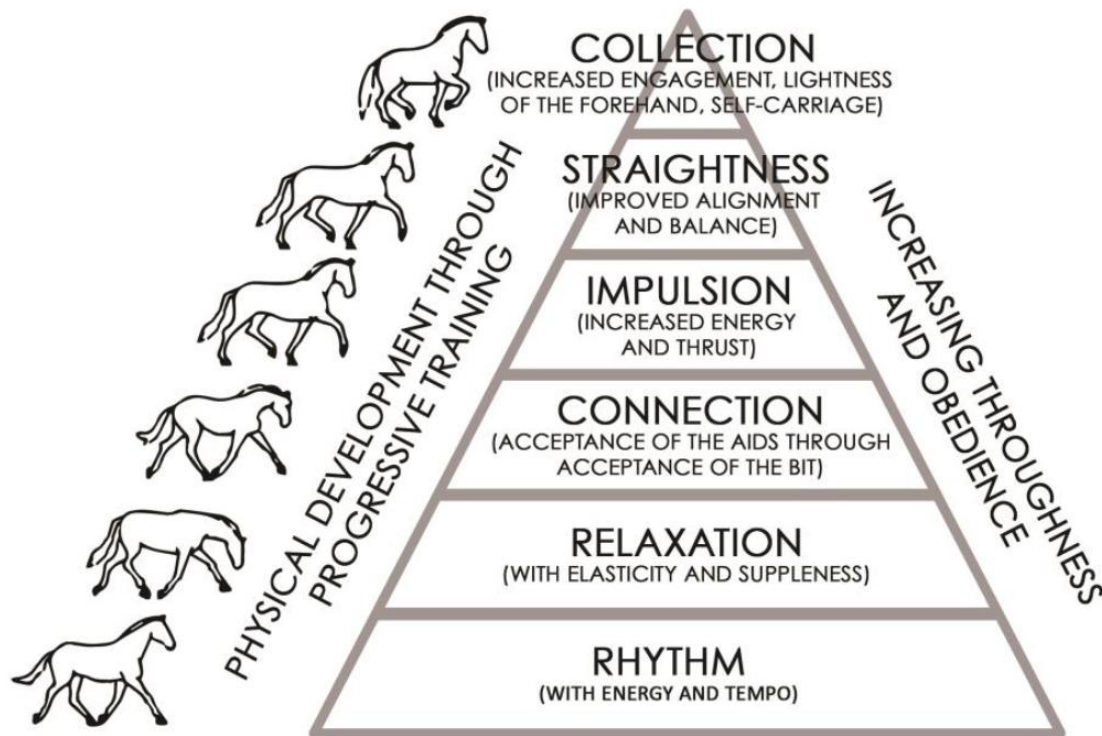 COLLECTION
(INCREASED ENGAGEMENT, LIGHTNESS
OF THE FOREHAND, SELF-CARRIAGE)
STRAIGHTNESS
(IMPROVED ALIGNMENT
AND BALANCE)
IMPULSION
(INCREASED ENERGY
AND THRUST)
CONNECTION
(ACCEPTANCE OF THE AIDS THROUGH
ACCEPTANCE OF THE BIT)
RELAXATION
(WITH ELASTICITY AND SUPPLENESS)
RHYTHM
(WITH ENERGY AND TEMPO)
PHYSICAL DEVELOPMENT THROUGH
PROGRESSIVE TRAINING
INCREASING THROUGHNESS
AND OBEDIENCE